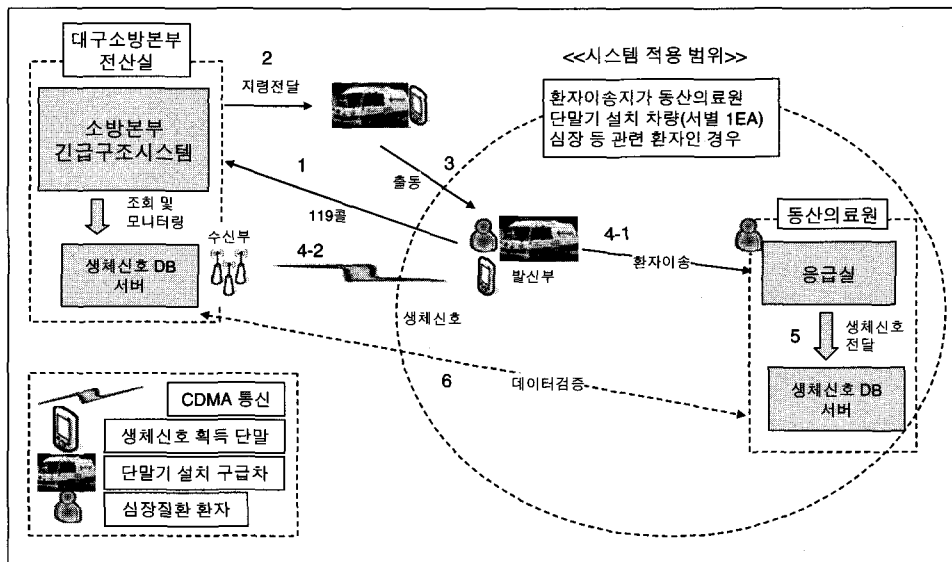 대구소방본부
전산실
2
지령전달
<<시스템 적용 범위>>
환자이송지가 동산의료원
단말기 설치 차량(서별 1EA)
심장 등 관련 환자인 경우
소방본부
긴급구조시스템
1
119콜
3
출동
조회 및
모니터링
수신부
4-2
생체신호 DB
서버
발신부
4-1
환자이송
동산의료원
응급실
생체신호
5
생체신호
전달
6
데이터검증
생체신호 DB
서버
CDMA 통신
생체신호 획득 단말
단말기 설치 구급차
심장질환 환자